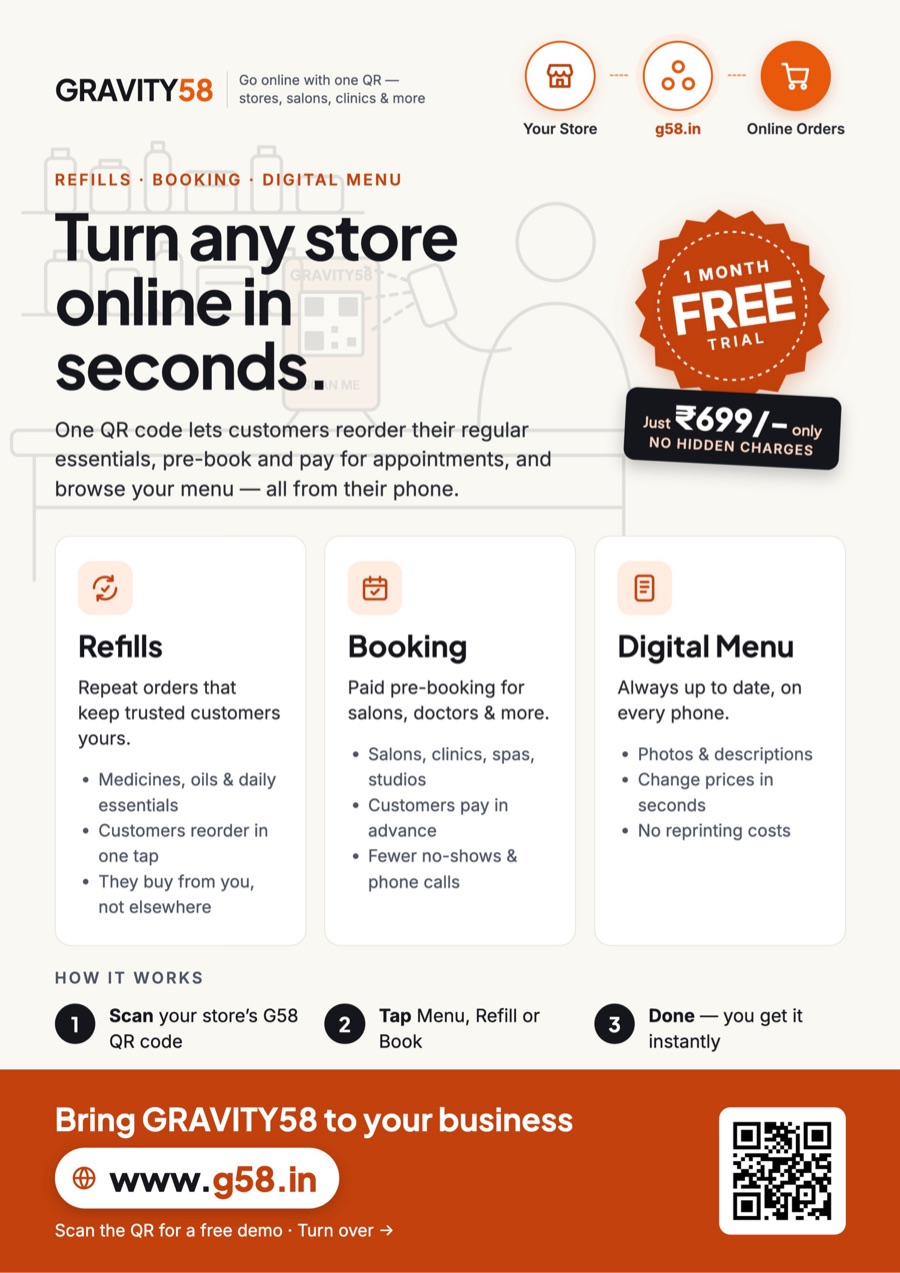 GRAVITY58
Go online with one QR —
stores, salons, clinics & more
Your Store
g58.in
Online Orders
REFILLS · BOOKING · DIGITAL MENU
Turn any store
online in
seconds.
GRAVITY58
SCAN ME
1 MONTH
FREE
TRIAL
Just ₹699/– only
NO HIDDEN CHARGES
One QR code lets customers reorder their regular
essentials, pre-book and pay for appointments, and
browse your menu — all from their phone.
Refills
Repeat orders that
keep trusted customers
yours.
• Medicines, oils & daily
essentials
• Customers reorder in
one tap
• They buy from you,
not elsewhere
Booking
Paid pre-booking for
salons, doctors & more.
• Salons, clinics, spas,
studios
• Customers pay in
advance
• Fewer no-shows &
phone calls
Digital Menu
Always up to date, on
every phone.
• Photos & descriptions
• Change prices in
seconds
• No reprinting costs
HOW IT WORKS
1 Scan your store’s G58
QR code
2 Tap Menu, Refill or
Book
3 Done — you get it
instantly
Bring GRAVITY58 to your business
www.g58.in
Scan the QR for a free demo · Turn over →